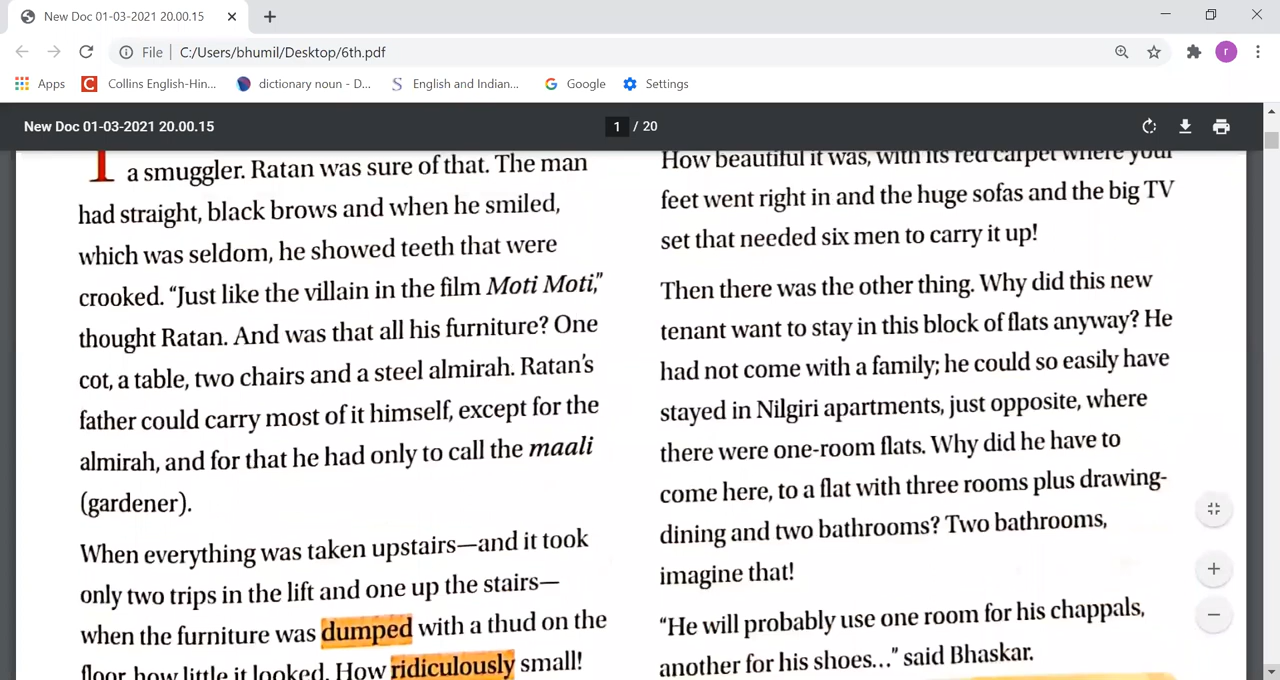 New Doc 01-03-2021 20.00.15
File
C:/Users/bhumil/Desktop/6th.pdf
r
Apps
Collins English-Hin...
dictionary noun - D...
English and Indian...
Google
Settings
New Doc 01-03-2021 20.00.15
1 / 20
a smuggler. Ratan was sure of that. The man
had straight, black brows and when he smiled,
which was seldom, he showed teeth that were
crooked. “Just like the villain in the film Moti Moti,”
thought Ratan. And was that all his furniture? One
cot, a table, two chairs and a steel almirah. Ratan’s
father could carry most of it himself, except for the
almirah, and for that he had only to call the maali
(gardener).
When everything was taken upstairs—and it took
only two trips in the lift and one up the stairs—
when the furniture was dumped with a thud on the
floor how little it looked. How ridiculously small!
How beautiful it was, with its red carpet where your
feet went right in and the huge sofas and the big TV
set that needed six men to carry it up!
Then there was the other thing. Why did this new
tenant want to stay in this block of flats anyway? He
had not come with a family; he could so easily have
stayed in Nilgiri apartments, just opposite, where
there were one-room flats. Why did he have to
come here, to a flat with three rooms plus drawing-
dining and two bathrooms? Two bathrooms,
imagine that!
“He will probably use one room for his chappals,
another for his shoes...” said Bhaskar.